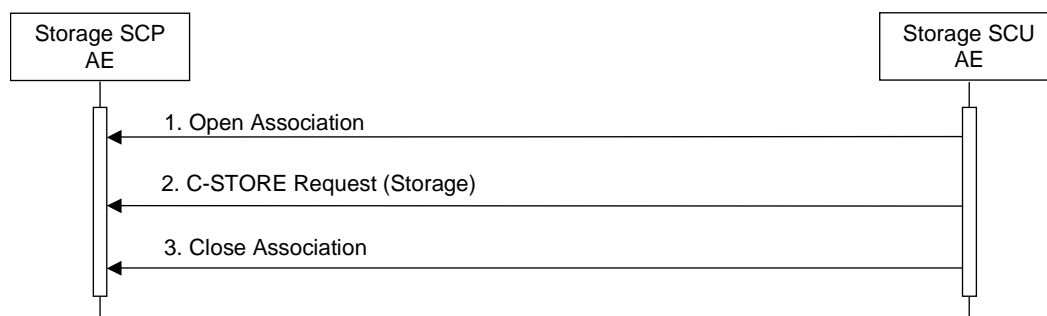 Storage SCP
AE
Storage SCU
AE
1. Open Association
2. C-STORE Request (Storage)
3. Close Association